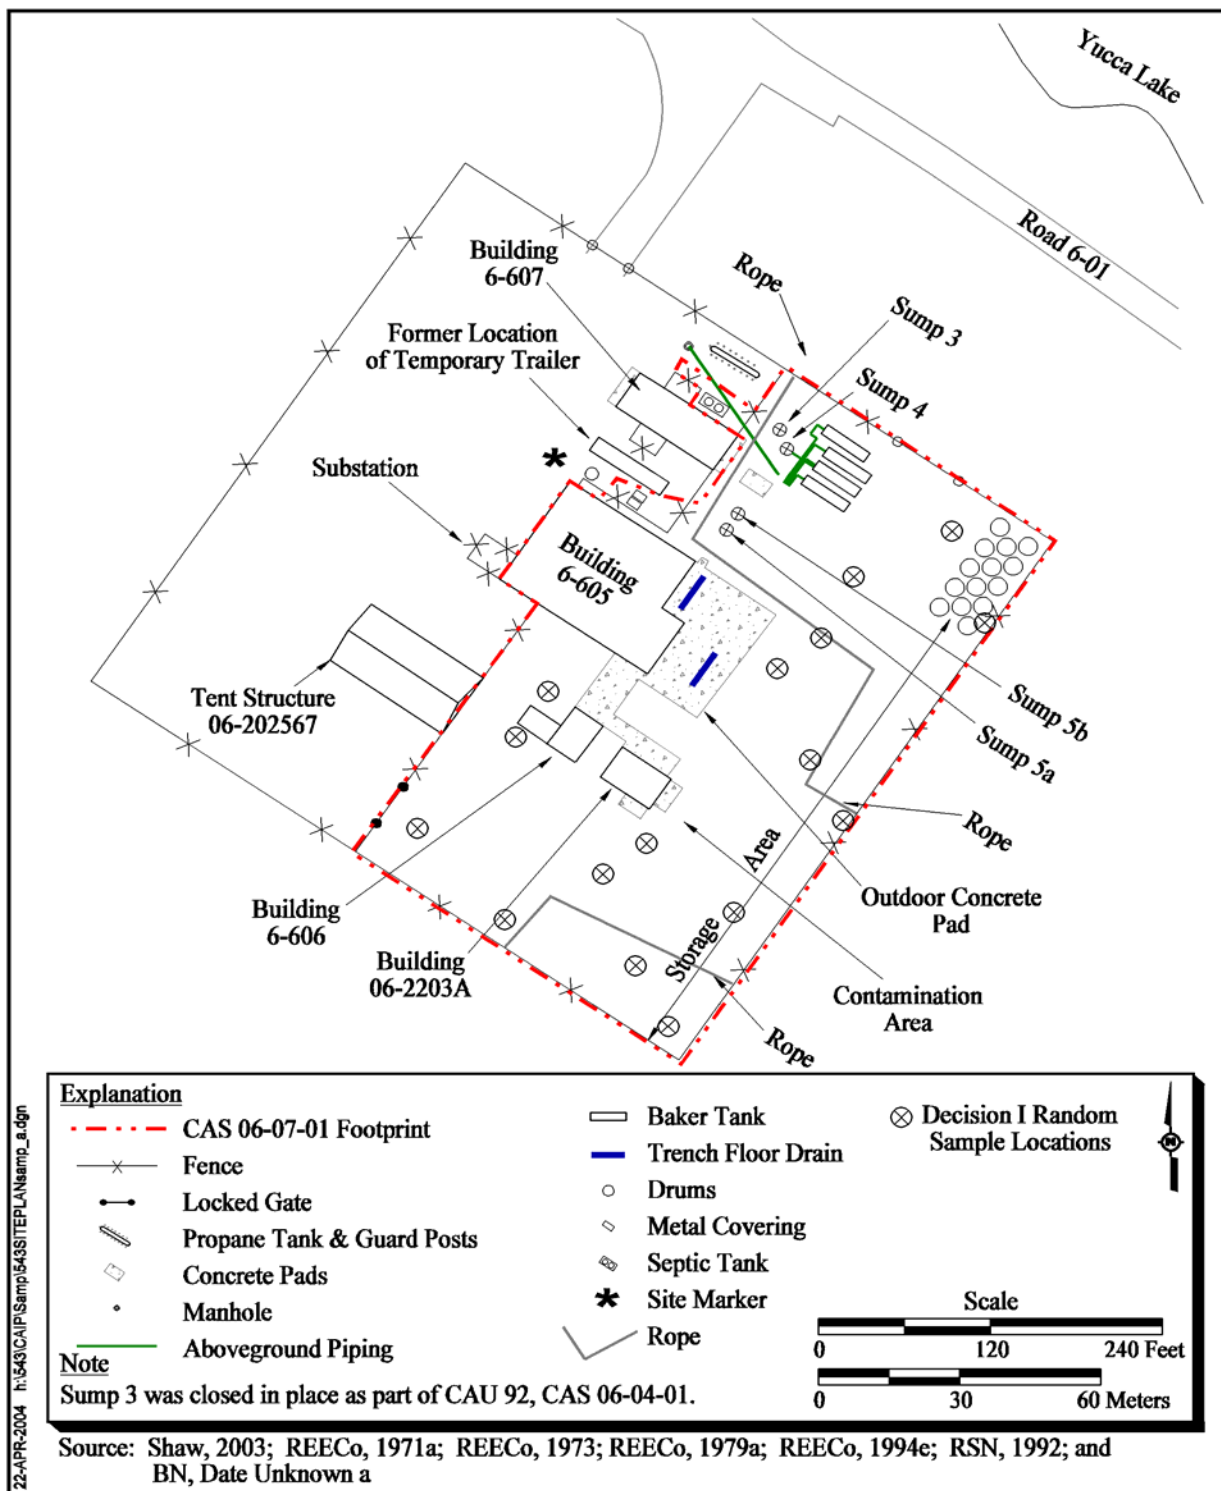 Yucca Lake
Road 6-01
Building
6-607
Rope
Sump 3
Former Location
of Temporary Trailer
Sump 4
Substation
Building
6-605
Tent Structure
06-202567
Sump 5b
Sump 5a
Rope
Area
Storage
Outdoor Concrete
Pad
Building
6-606
Building
06-2203A
Contamination
Area
Rope
Explanation
CAS 06-07-01 Footprint
Fence
Locked Gate
Propane Tank & Guard Posts
Concrete Pads
Manhole
Aboveground Piping
Baker Tank
Trench Floor Drain
Drums
Metal Covering
Septic Tank
Site Marker
Rope
Decision I Random
Sample Locations
N
Scale
0 120 240 Feet
0 30 60 Meters
Note
Sump 3 was closed in place as part of CAU 92, CAS 06-04-01.
Source: Shaw, 2003; REECo, 1971a; REECo, 1973; REECo, 1979a; REECo, 1994e; RSN, 1992; and
BN, Date Unknown a
22-APR-2004 h:\543\CAIP\Samp\543SITEPLANsamp_a.dgn